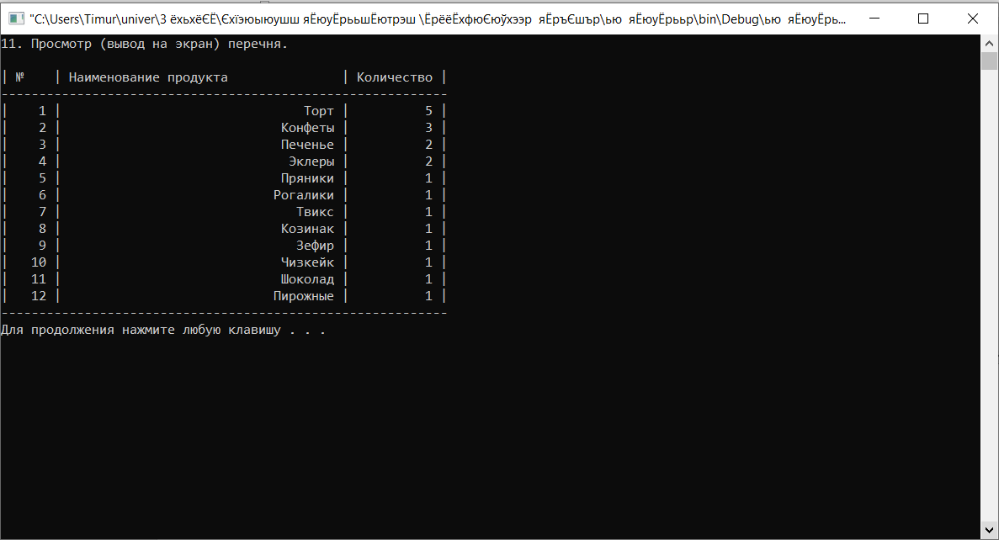 "C:\Users\Timur\univer\3 ёхьхёЄЁ\Єхїэюыюушш яЁюуЁрььшЁютрэш \ЁрёёЁхфюЄюўхээр  яЁръЄшър\ью  яЁюуЁрььр\bin\Debug\ью  яЁюуЁрь...
11. Просмотр (вывод на экран) перечня.
| № | Наименование продукта | Количество |
-----------------------------------------------------------
| 1 | Торт | 5 |
| 2 | Конфеты | 3 |
| 3 | Печенье | 2 |
| 4 | Эклеры | 2 |
| 5 | Пряники | 1 |
| 6 | Рогалики | 1 |
| 7 | Твикс | 1 |
| 8 | Козинак | 1 |
| 9 | Зефир | 1 |
| 10 | Чизкейк | 1 |
| 11 | Шоколад | 1 |
| 12 | Пирожные | 1 |
-----------------------------------------------------------
Для продолжения нажмите любую клавишу . . .